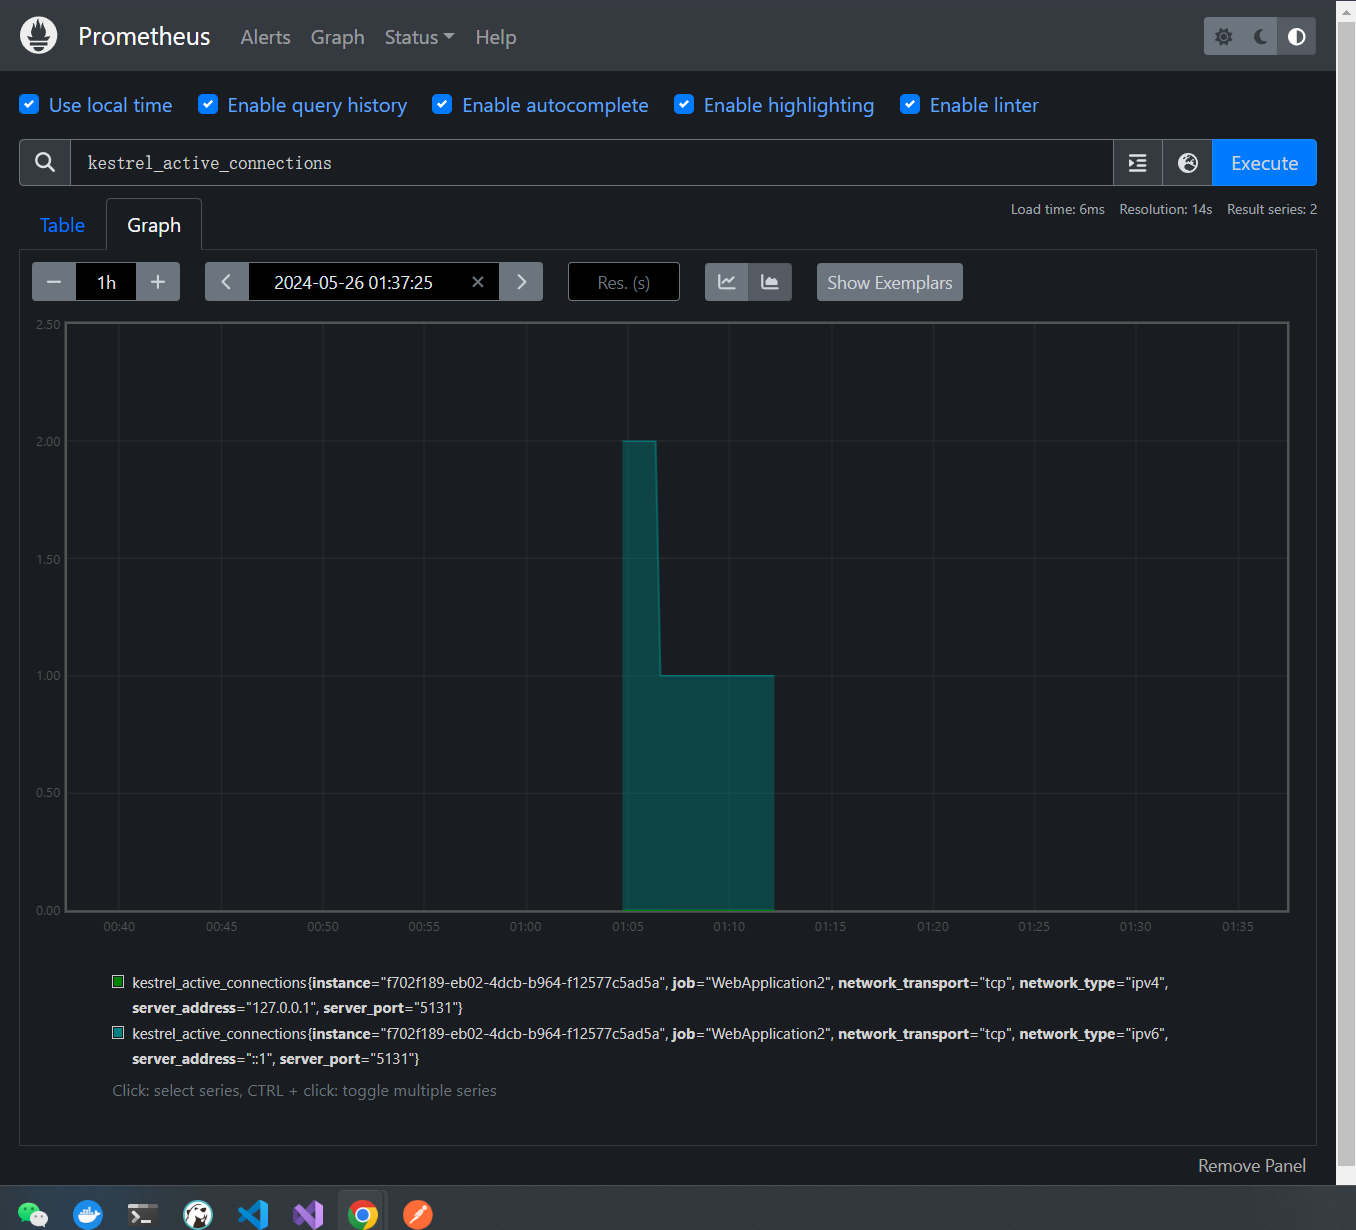 Prometheus Alerts Graph Status Help
Use local time Enable query history Enable autocomplete Enable highlighting Enable linter
kestrel_active_connections Execute
Table Graph Load time: 6ms Resolution: 14s Result series: 2
1h 2024-05-26 01:37:25 Res. (s) Show Exemplars
2.50
2.00
1.50
1.00
0.50
0.00
00:40 00:45 00:50 00:55 01:00 01:05 01:10 01:15 01:20 01:25 01:30 01:35
kestrel_active_connections{instance="f702f189-eb02-4dcb-b964-f12577c5ad5a", job="WebApplication2", network_transport="tcp", network_type="ipv4",
server_address="127.0.0.1", server_port="5131"}
kestrel_active_connections{instance="f702f189-eb02-4dcb-b964-f12577c5ad5a", job="WebApplication2", network_transport="tcp", network_type="ipv6",
server_address="::1", server_port="5131"}
Click: select series, CTRL + click: toggle multiple series
Remove Panel